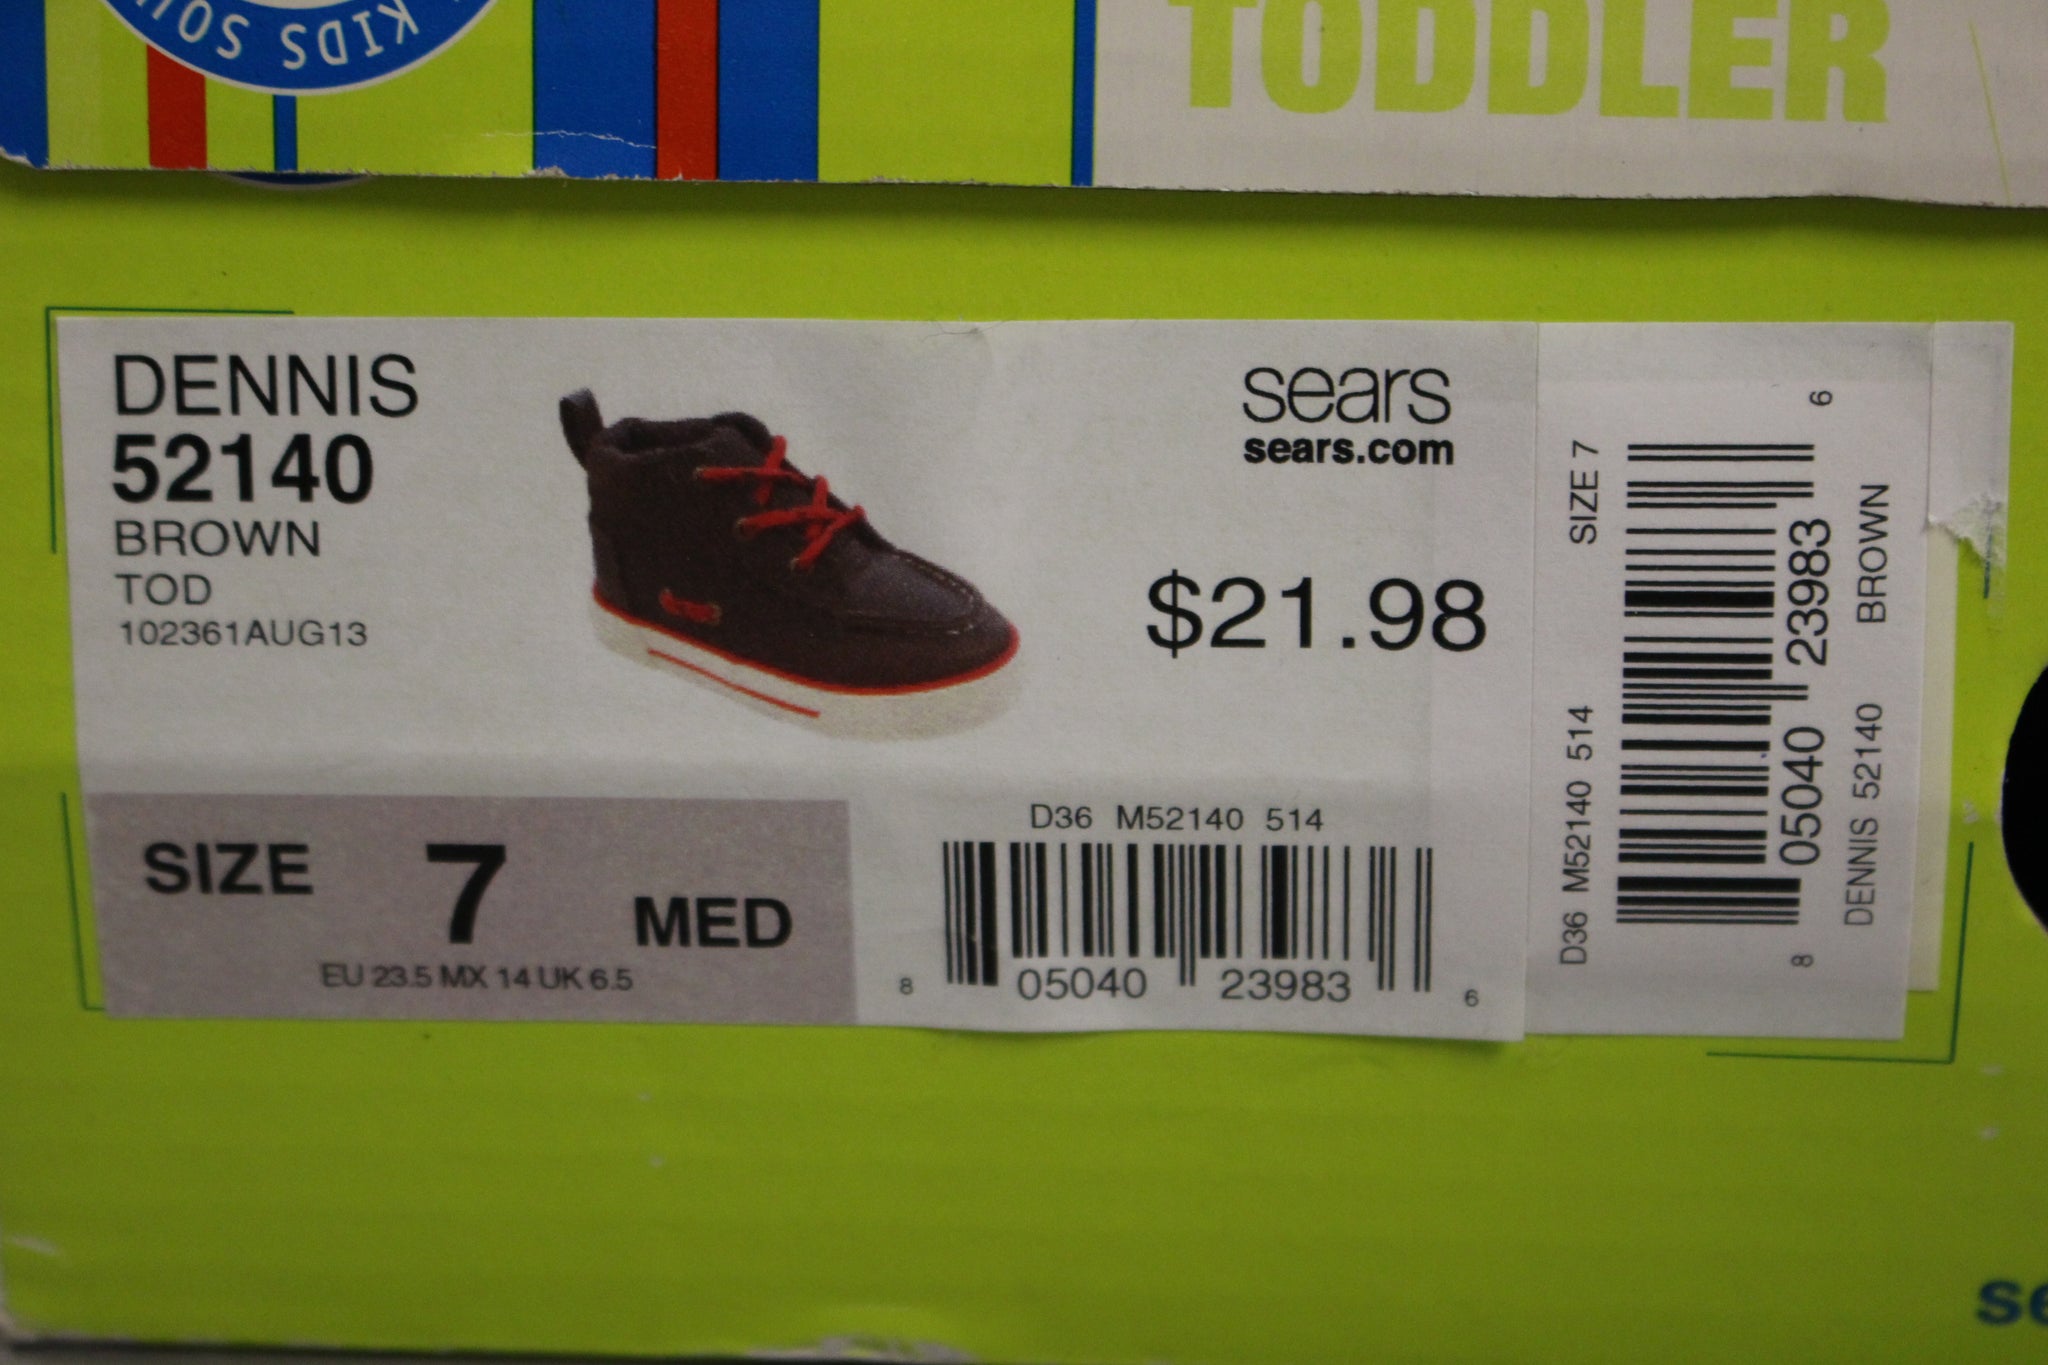 KIDS
TODDLER
DENNIS
52140
BROWN
TOD
102361AUG13
sears
sears.com
$21.98
SIZE 7 MED
EU 23.5 MX 14 UK 6.5
D36 M52140 514
8 05040 23983 6
D36 M52140 514 SIZE 7
8 05040 23983 6
DENNIS 52140 BROWN